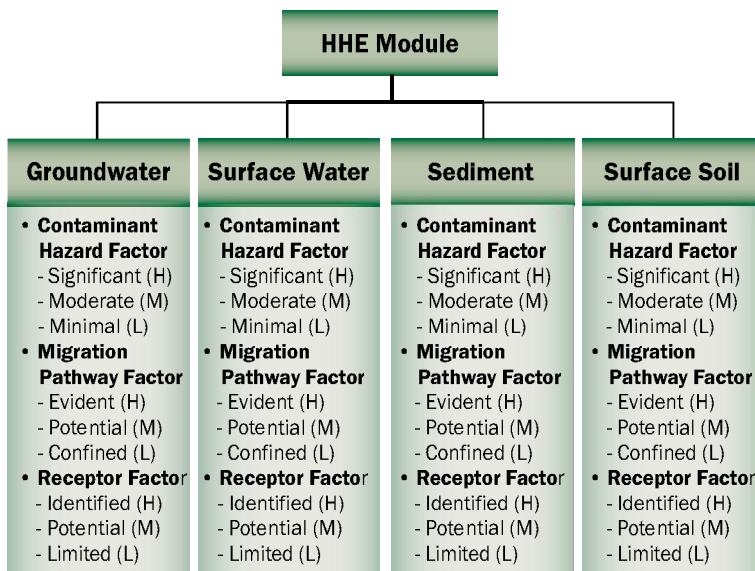 HHE Module
Groundwater
• Contaminant
Hazard Factor
- Significant (H)
- Moderate (M)
- Minimal (L)
• Migration
Pathway Factor
- Evident (H)
- Potential (M)
- Confined (L)
• Receptor Factor
- Identified (H)
- Potential (M)
- Limited (L)
Surface Water
• Contaminant
Hazard Factor
- Significant (H)
- Moderate (M)
- Minimal (L)
• Migration
Pathway Factor
- Evident (H)
- Potential (M)
- Confined (L)
• Receptor Factor
- Identified (H)
- Potential (M)
- Limited (L)
Sediment
• Contaminant
Hazard Factor
- Significant (H)
- Moderate (M)
- Minimal (L)
• Migration
Pathway Factor
- Evident (H)
- Potential (M)
- Confined (L)
• Receptor Factor
- Identified (H)
- Potential (M)
- Limited (L)
Surface Soil
• Contaminant
Hazard Factor
- Significant (H)
- Moderate (M)
- Minimal (L)
• Migration
Pathway Factor
- Evident (H)
- Potential (M)
- Confined (L)
• Receptor Factor
- Identified (H)
- Potential (M)
- Limited (L)